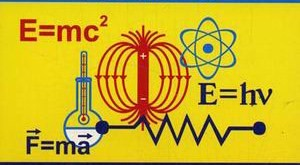 E=mc²
+
−
E=hν
F⃗=ma⃗